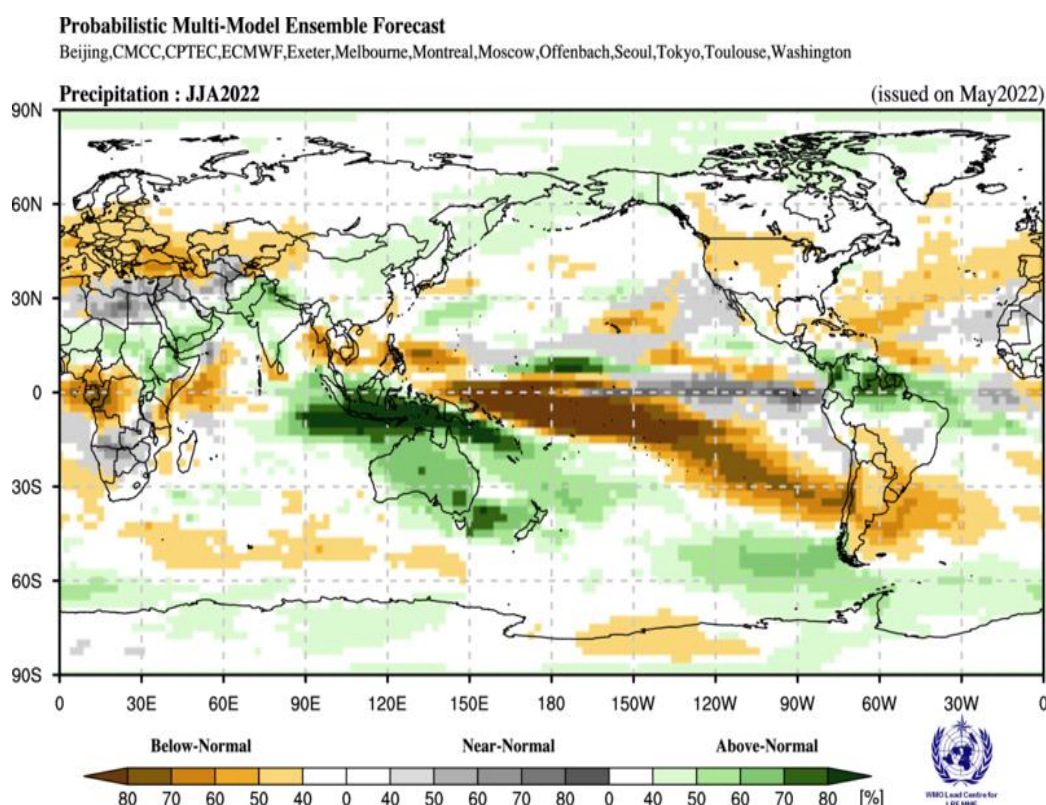 Probabilistic Multi-Model Ensemble Forecast
Beijing,CMCC,CPTEC,ECMWF,Exeter,Melbourne,Montreal,Moscow,Offenbach,Seoul,Tokyo,Toulouse,Washington
Precipitation : JJA2022 (issued on May2022)
90N
60N
30N
0
30S
60S
90S
0 30E 60E 90E 120E 150E 180 150W 120W 90W 60W 30W 0
Below-Normal Near-Normal Above-Normal
80 70 60 50 40 0 40 50 60 70 80 0 40 50 60 70 80 [%]
WMO Lead Centre for